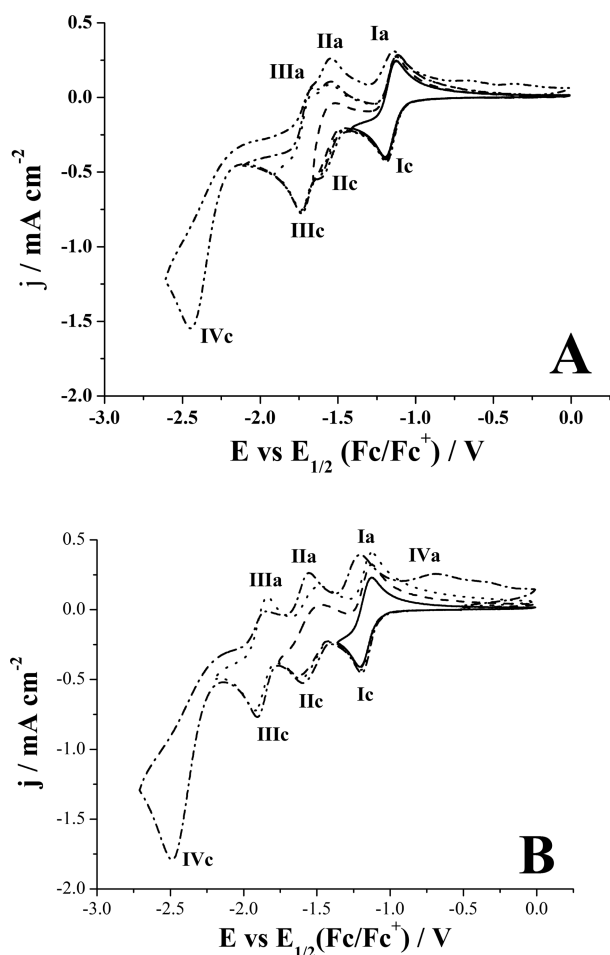 0.5
0.0
-0.5
-1.0
-1.5
-2.0
j / mA cm⁻²
Ia
IIa
IIIa
Ic
IIc
IIIc
IVc
A
-3.0 -2.5 -2.0 -1.5 -1.0 -0.5 0.0
E vs E₁/₂ (Fc/Fc⁺) / V
1.0
0.5
0.0
-0.5
-1.0
-1.5
-2.0
j / mA cm⁻²
Ia
IVa
IIa
IIIa
Ic
IIc
IIIc
IVc
B
-3.0 -2.5 -2.0 -1.5 -1.0 -0.5 0.0
E vs E₁/₂(Fc/Fc⁺) / V